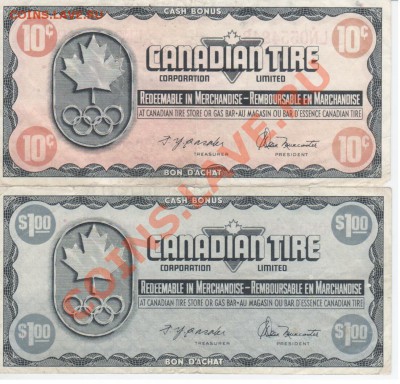 CASH BONUS
10¢ CANADIAN TIRE 10¢
CORPORATION LIMITED
REDEEMABLE IN MERCHANDISE - REMBOURSABLE EN MARCHANDISE
AT CANADIAN TIRE STORE OR GAS BAR • AU MAGASIN OU BAR D'ESSENCE CANADIAN TIRE
10¢ 10¢
TREASURER PRESIDENT
BON D'ACHAT
CASH BONUS
$1.00 CANADIAN TIRE $1.00
CORPORATION LIMITED
REDEEMABLE IN MERCHANDISE - REMBOURSABLE EN MARCHANDISE
AT CANADIAN TIRE STORE OR GAS BAR • AU MAGASIN OU BAR D'ESSENCE CANADIAN TIRE
$1.00 $1.00
TREASURER PRESIDENT
BON D'ACHAT
COINS.LAVE.RU